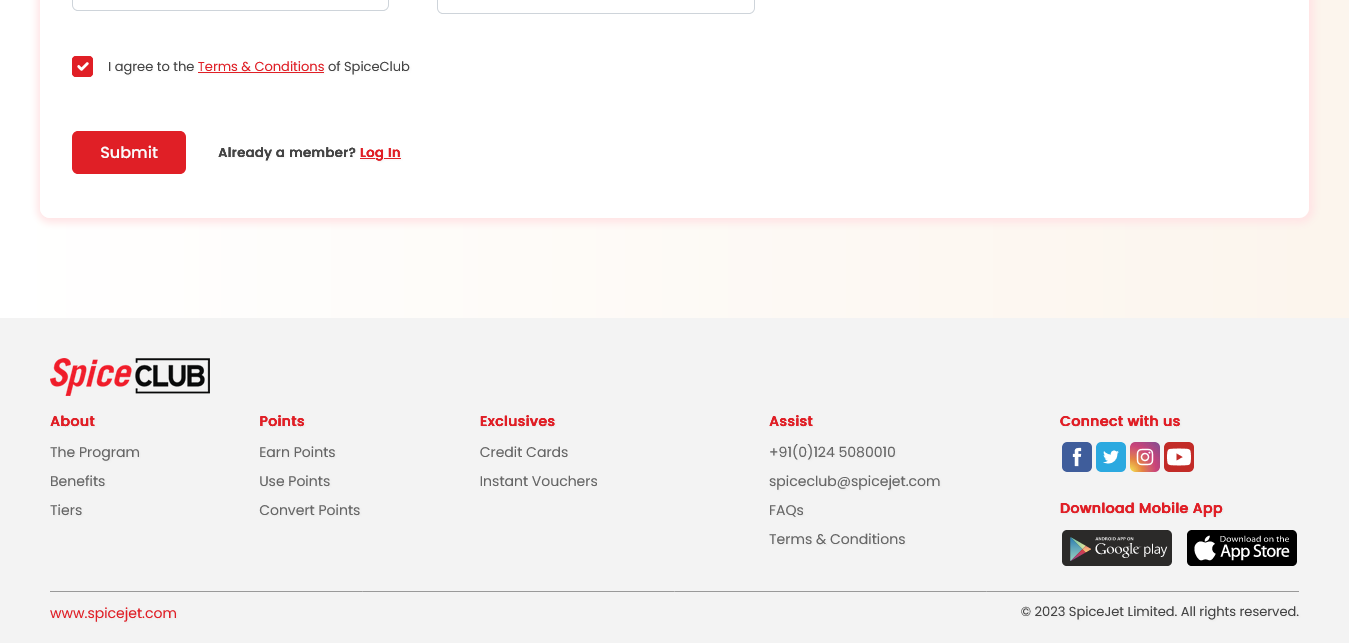 I agree to the Terms & Conditions of SpiceClub
Submit
Already a member? Log In
Spice CLUB
About
The Program
Benefits
Tiers
Points
Earn Points
Use Points
Convert Points
Exclusives
Credit Cards
Instant Vouchers
Assist
+91(0)124 5080010
spiceclub@spicejet.com
FAQs
Terms & Conditions
Connect with us
Download Mobile App
ANDROID APP ON
Google play
Download on the
App Store
www.spicejet.com
© 2023 SpiceJet Limited. All rights reserved.